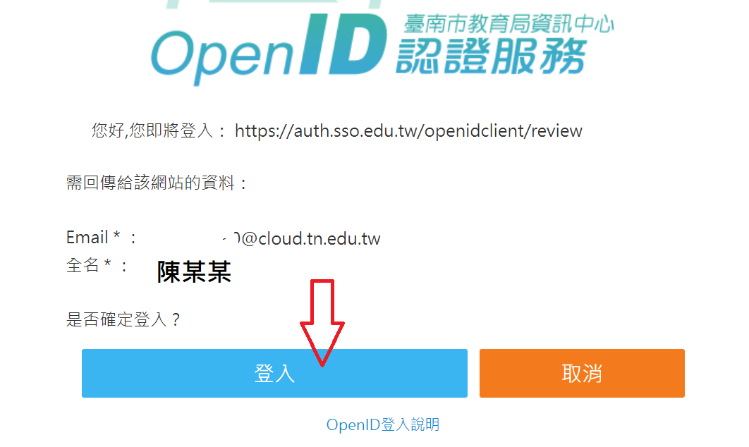 OpenID 臺南市教育局資訊中心
認證服務
您好,您即將登入： https://auth.sso.edu.tw/openidclient/review
需回傳給該網站的資料：
Email *： @cloud.tn.edu.tw
全名 *： 陳某某
是否確定登入？
登入 取消
OpenID登入說明